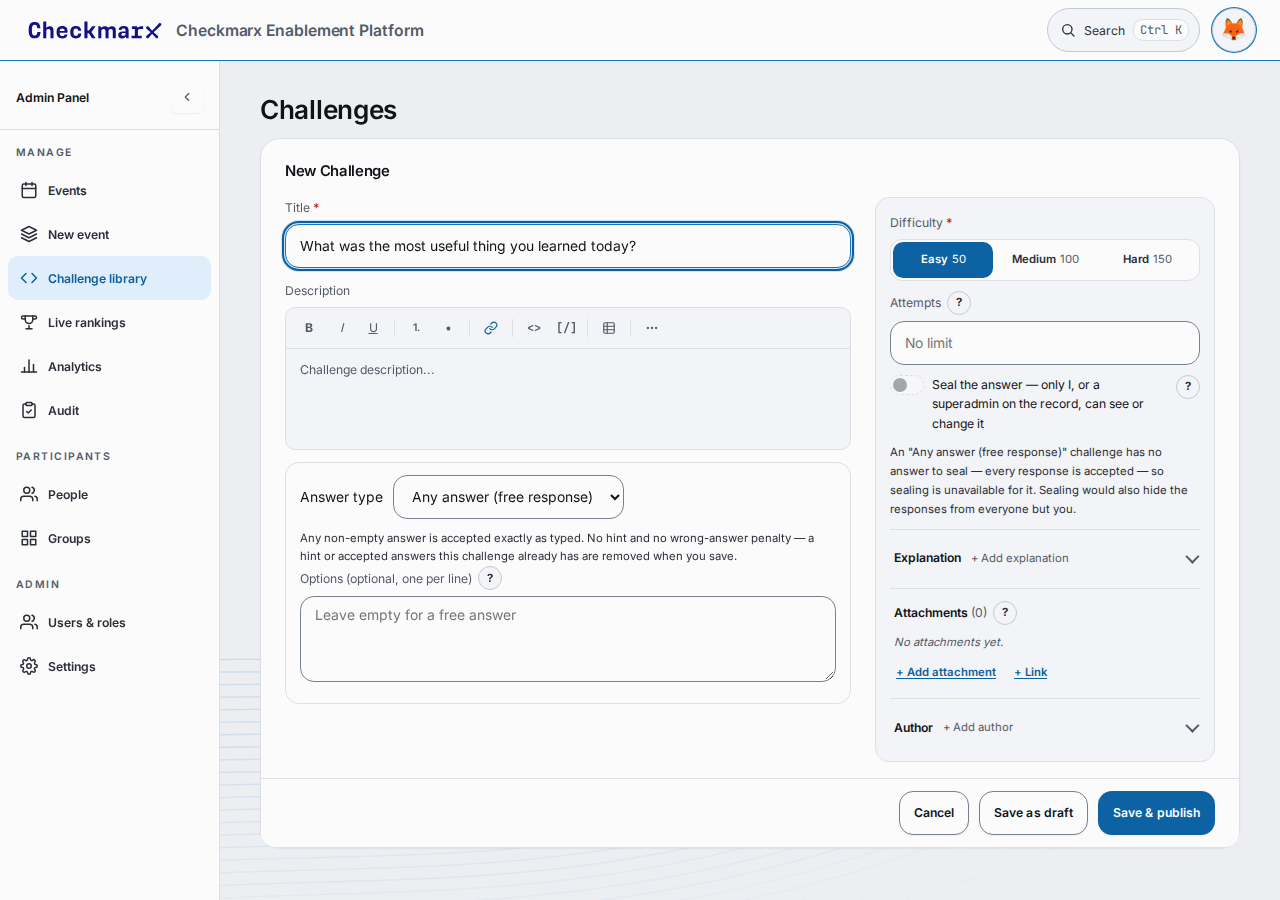 Checkmarx
Checkmarx Enablement Platform
Search
Ctrl K
Admin Panel
MANAGE
Events
New event
Challenge library
Live rankings
Analytics
Audit
PARTICIPANTS
People
Groups
ADMIN
Users & roles
Settings
Challenges
New Challenge
Title *
What was the most useful thing you learned today?
Description
B I U 1. • <> [/] ···
Challenge description...
Answer type
Any answer (free response)
Any non-empty answer is accepted exactly as typed. No hint and no wrong-answer penalty — a
hint or accepted answers this challenge already has are removed when you save.
Options (optional, one per line) ?
Leave empty for a free answer
Difficulty *
Easy 50
Medium 100
Hard 150
Attempts ?
No limit
Seal the answer — only I, or a
superadmin on the record, can see or
change it
?
An "Any answer (free response)" challenge has no
answer to seal — every response is accepted — so
sealing is unavailable for it. Sealing would also hide the
responses from everyone but you.
Explanation + Add explanation
Attachments (0) ?
No attachments yet.
+ Add attachment
+ Link
Author + Add author
Cancel
Save as draft
Save & publish